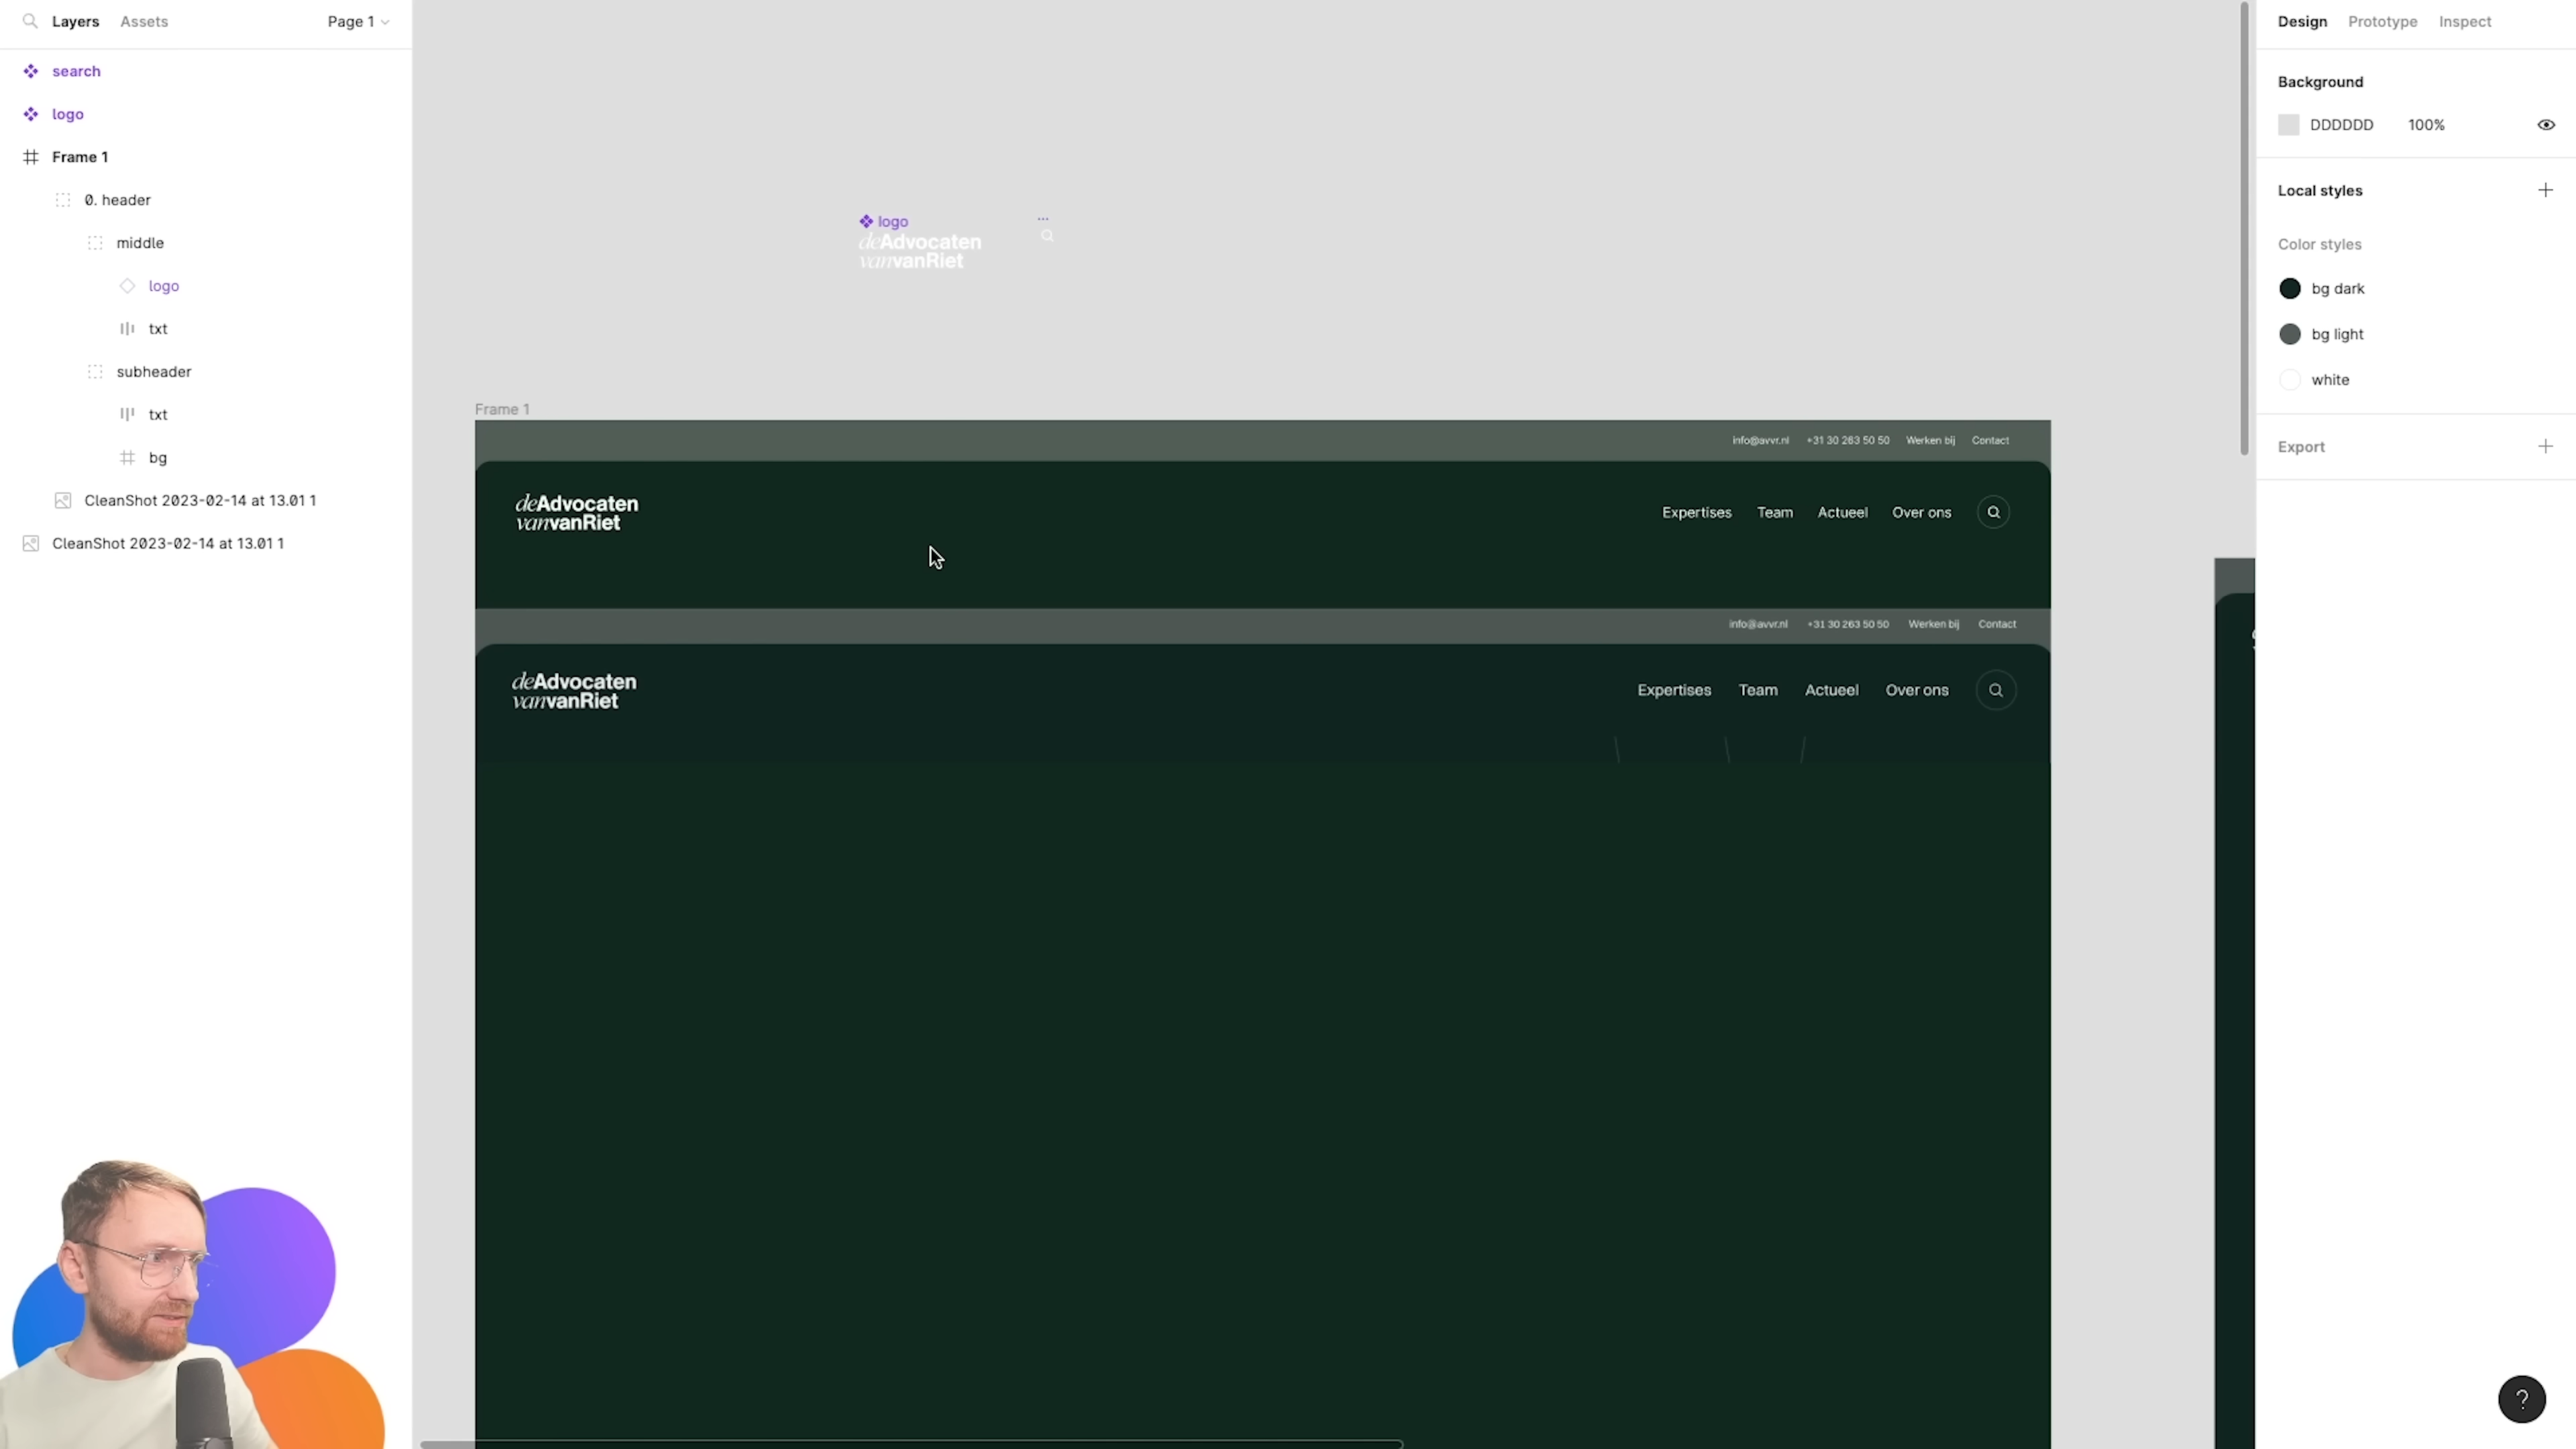 Layers Assets Page 1
search
logo
Frame 1
0. header
middle
logo
txt
subheader
txt
bg
CleanShot 2023-02-14 at 13.01 1
CleanShot 2023-02-14 at 13.01 1
logo ...
deAdvocaten
vanvanRiet
Frame 1
info@avvr.nl +31 30 263 50 50 Werken bij Contact
deAdvocaten
vanvanRiet
Expertises Team Actueel Over ons
info@avvr.nl +31 30 263 50 50 Werken bij Contact
deAdvocaten
vanvanRiet
Expertises Team Actueel Over ons
Design Prototype Inspect
Background
DDDDDD 100%
Local styles
Color styles
bg dark
bg light
white
Export
?